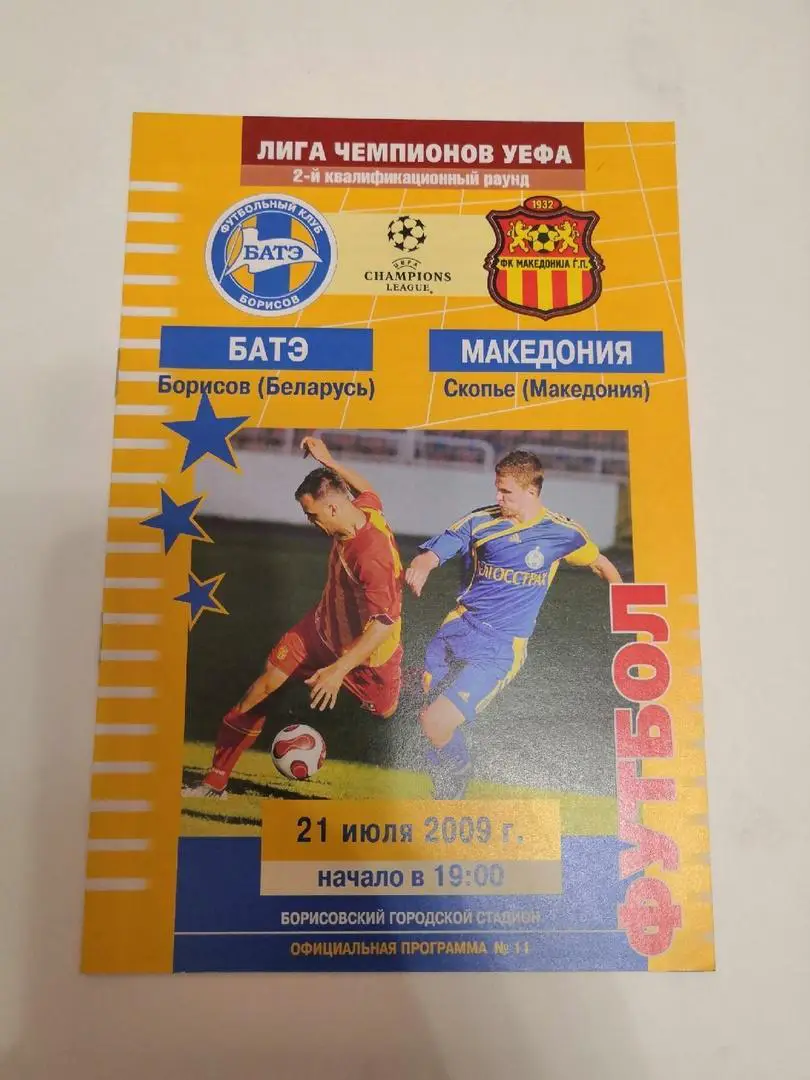 ЛИГА ЧЕМПИОНОВ УЕФА
2-й квалификационный раунд
ФУТБОЛЬНЫЙ КЛУБ
БАТЭ
БОРИСОВ
UEFA
CHAMPIONS
LEAGUE
1932
ФК МАКЕДОНИЈА Ѓ.П.
БАТЭ
МАКЕДОНИЯ
Борисов (Беларусь)
Скопье (Македония)
ФУТБОЛ
21 июля 2009 г.
начало в 19:00
БОРИСОВСКИЙ ГОРОДСКОЙ СТАДИОН
ОФИЦИАЛЬНАЯ ПРОГРАММА № 11